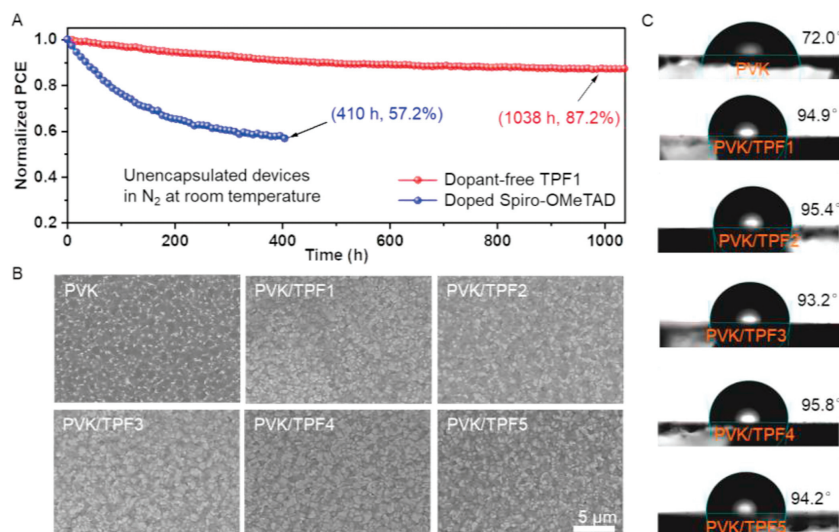 A
Normalized PCE
1.0
0.8
0.6
0.4
0.2
(410 h, 57.2%)
(1038 h, 87.2%)
Unencapsulated devices
in N₂ at room temperature
Dopant-free TPF1
Doped Spiro-OMeTAD
0
200
400
600
800
1000
Time (h)
B
PVK
PVK/TPF1
PVK/TPF2
PVK/TPF3
PVK/TPF4
PVK/TPF5
5 μm
C
72.0°
PVK
94.9°
PVK/TPF1
95.4°
PVK/TPF2
93.2°
PVK/TPF3
95.8°
PVK/TPF4
94.2°
PVK/TPF5